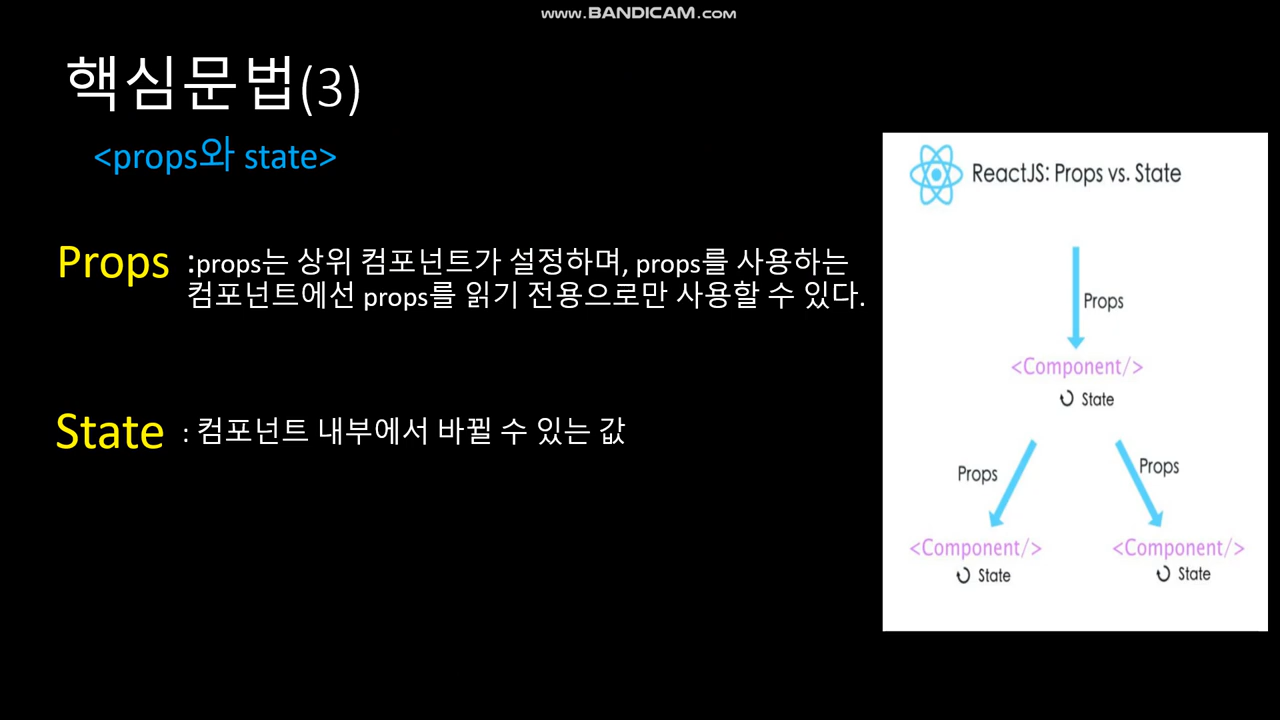 www.BANDICAM.com
핵심문법(3)
<props와 state>
Props :props는 상위 컴포넌트가 설정하며, props를 사용하는
컴포넌트에선 props를 읽기 전용으로만 사용할 수 있다.
State : 컴포넌트 내부에서 바뀔 수 있는 값
ReactJS: Props vs. State
Props
<Component/>
State
Props
Props
<Component/>
<Component/>
State
State